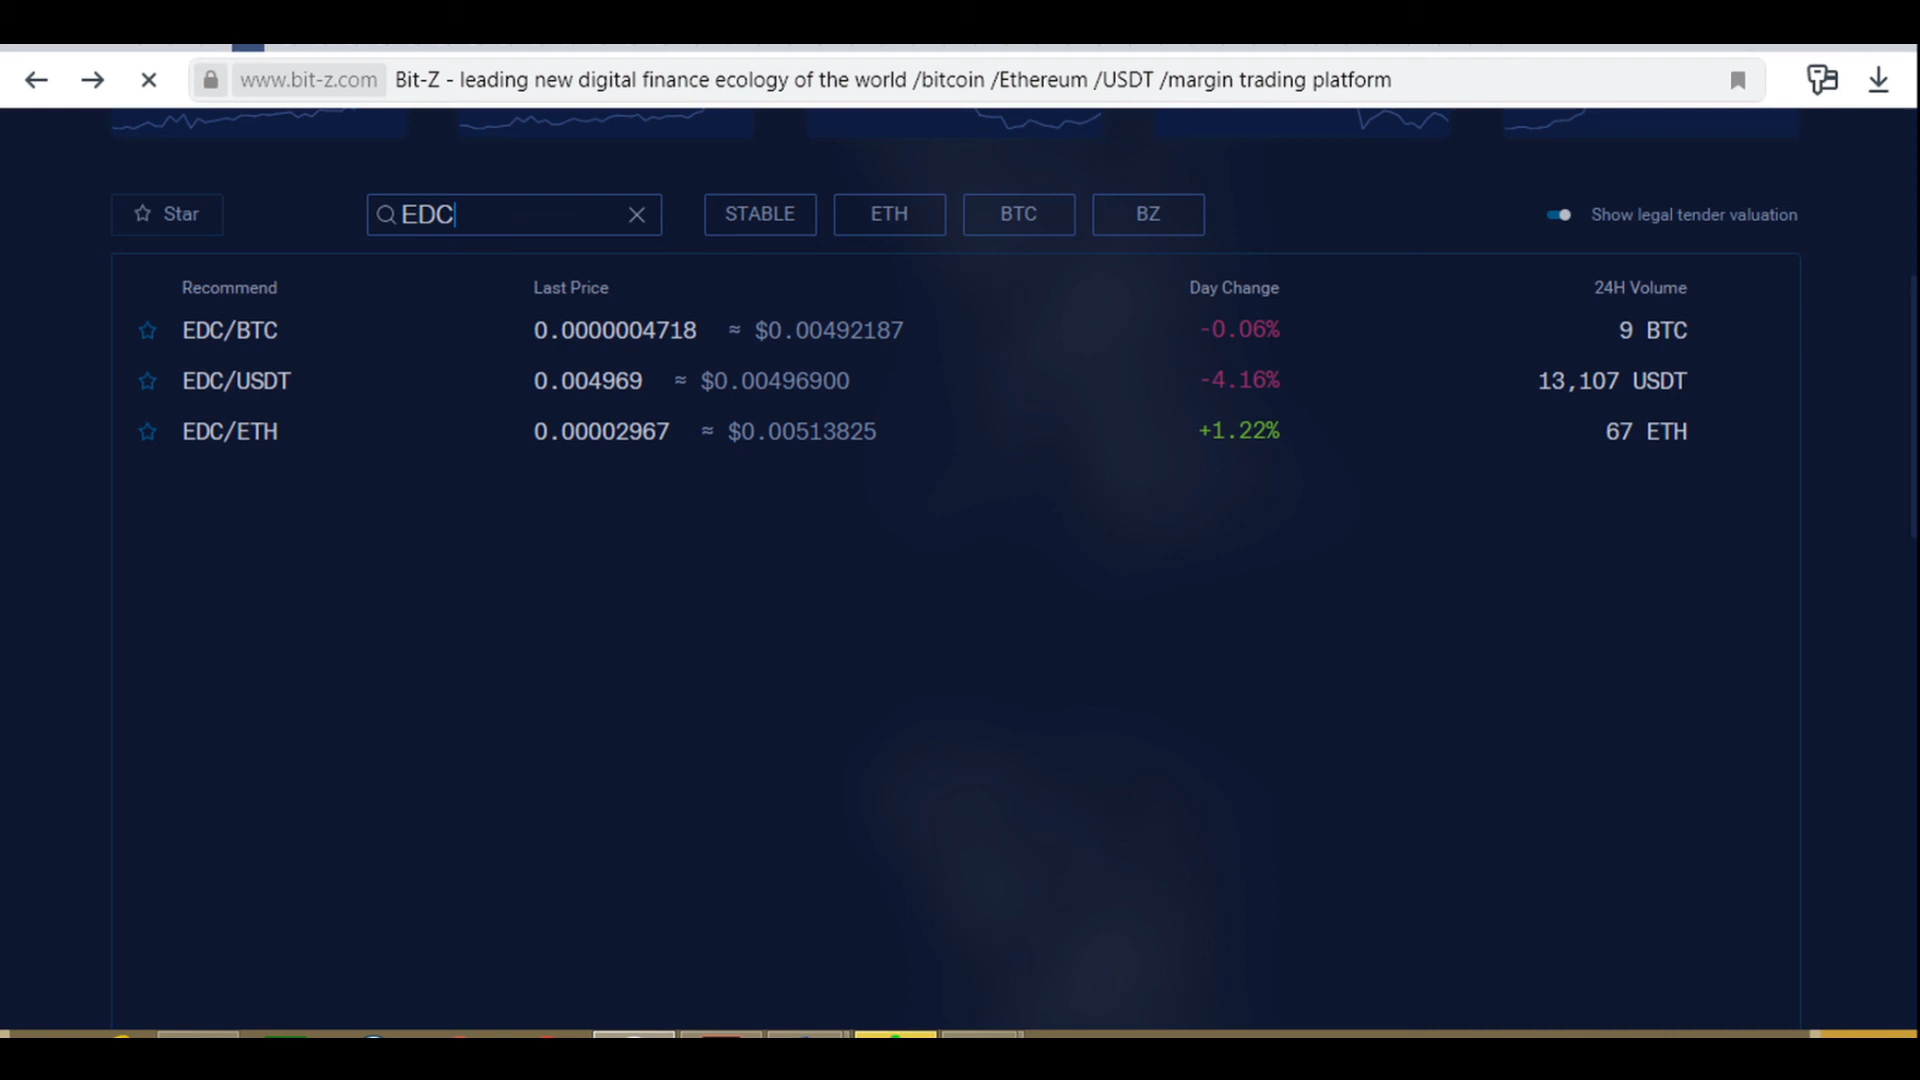 www.bit-z.com Bit-Z - leading new digital finance ecology of the world /bitcoin /Ethereum /USDT /margin trading platform
Star EDC STABLE ETH BTC BZ Show legal tender valuation
Recommend Last Price Day Change 24H Volume
EDC/BTC 0.0000004718 ≈ $0.00492187 -0.06% 9 BTC
EDC/USDT 0.004969 ≈ $0.00496900 -4.16% 13,107 USDT
EDC/ETH 0.00002967 ≈ $0.00513825 +1.22% 67 ETH